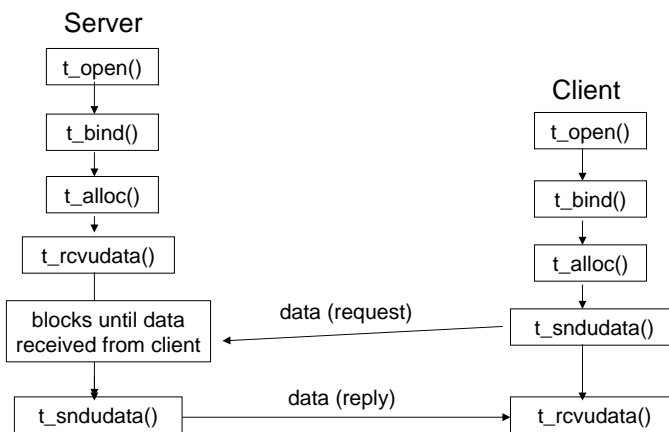 Server
t_open()
t_bind()
t_alloc()
t_rcvudata()
blocks until data
received from client
t_sndudata()
Client
t_open()
t_bind()
t_alloc()
t_sndudata()
t_rcvudata()
data (request)
data (reply)